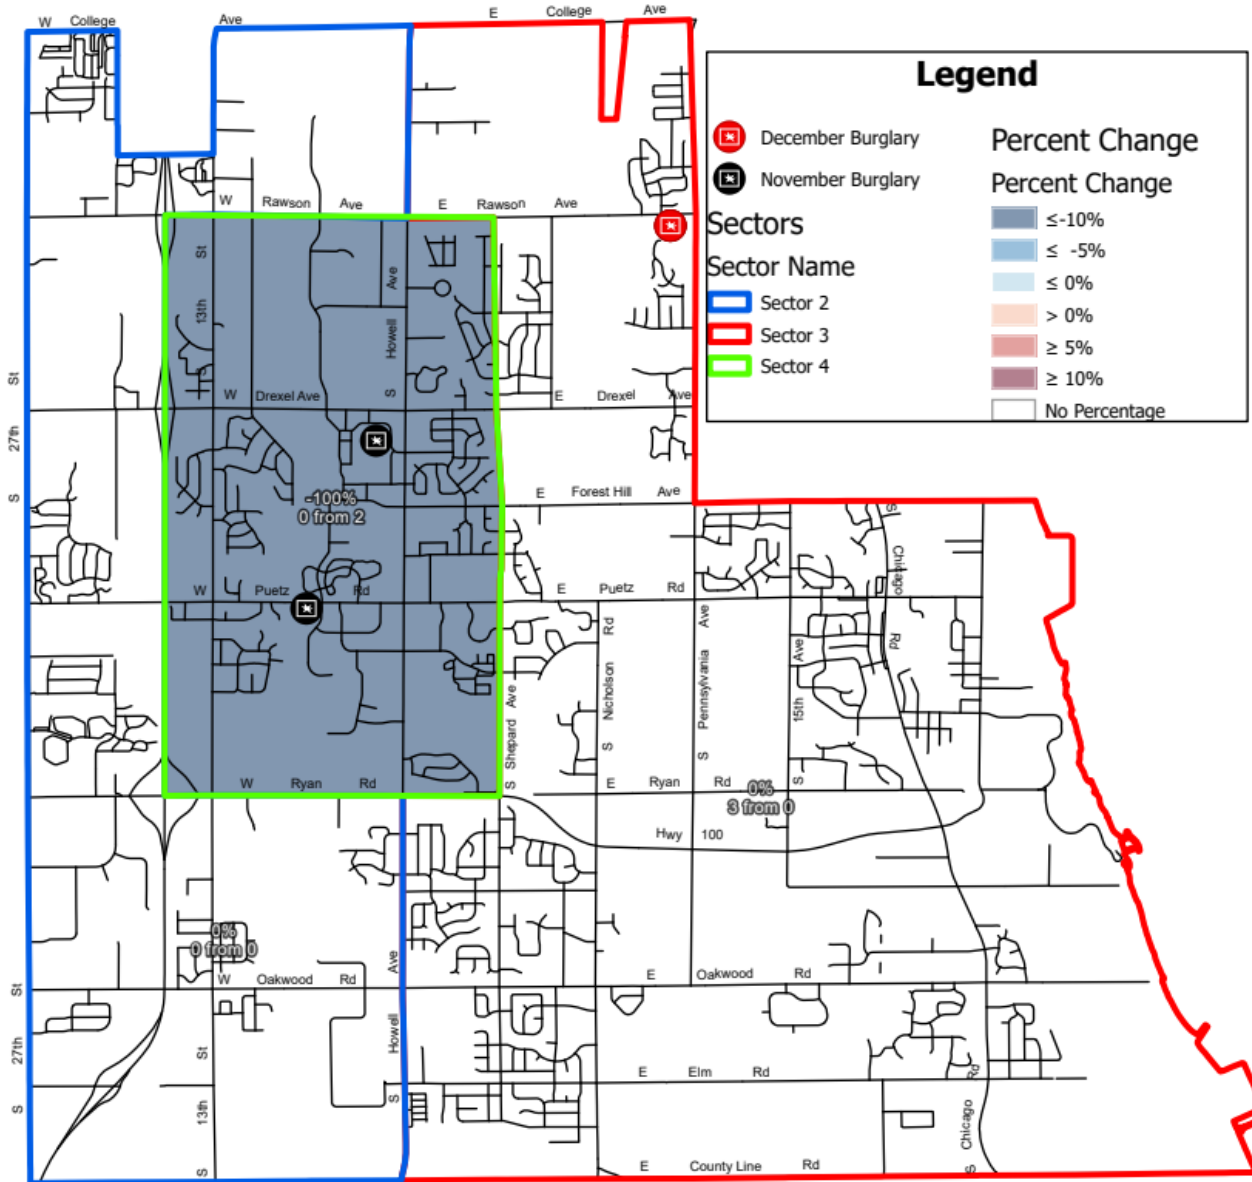 W College Ave
E College Ave
Legend
December Burglary
November Burglary
Sectors
Sector Name
Sector 2
Sector 3
Sector 4
Percent Change
Percent Change
≤-10%
≤ -5%
≤ 0%
> 0%
≥ 5%
≥ 10%
No Percentage
W Rawson Ave
E Rawson Ave
S 13th St
S Howell Ave
S 27th St
W Drexel Ave
E Drexel Ave
-100%
0 from 2
E Forest Hill Ave
W Puetz Rd
E Puetz Rd
S Chicago Rd
S Nicholson Rd
S Pennsylvania Ave
S 15th Ave
S Shepard Ave
W Ryan Rd
E Ryan Rd
0%
3 from 0
Hwy 100
0%
0 from 0
W Oakwood Rd
E Oakwood Rd
S 27th St
S 13th St
S Howell Ave
E Elm Rd
S Chicago Rd
E County Line Rd